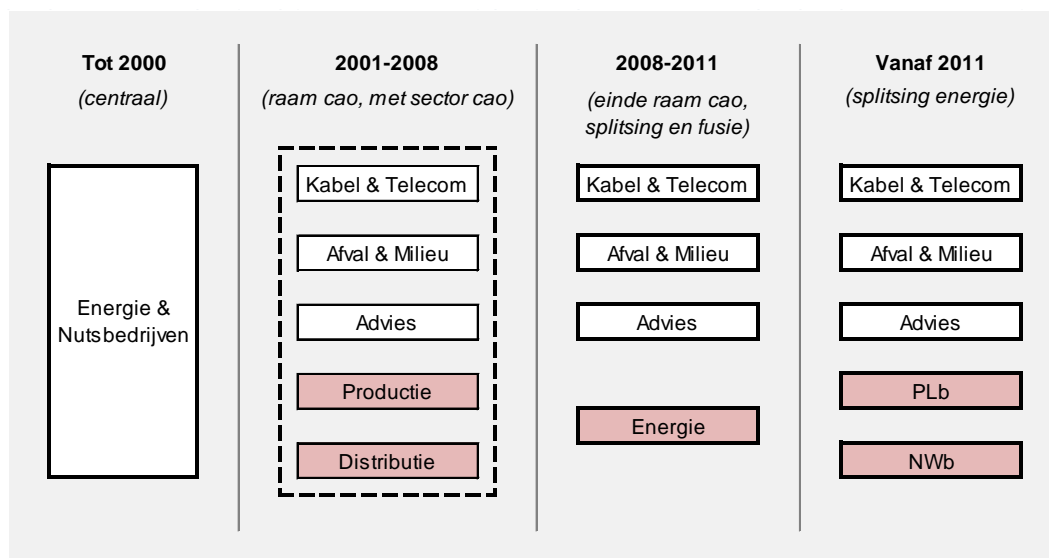 Tot 2000
(centraal)
Energie &
Nutsbedrijven
2001-2008
(raam cao, met sector cao)
Kabel & Telecom
Afval & Milieu
Advies
Productie
Distributie
2008-2011
(einde raam cao,
splitsing en fusie)
Kabel & Telecom
Afval & Milieu
Advies
Energie
Vanaf 2011
(splitsing energie)
Kabel & Telecom
Afval & Milieu
Advies
PLb
NWb